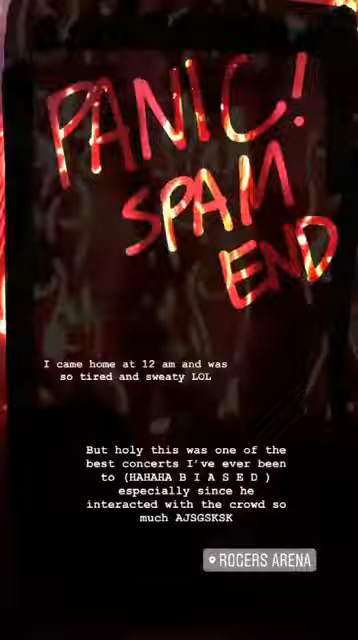 PANIC!
SPAM
END
I came home at 12 am and was
so tired and sweaty LOL
But holy this was one of the
best concerts I've ever been
to (HAHAHA B I A S E D )
especially since he
interacted with the crowd so
much AJSGSKSK
ROGERS ARENA